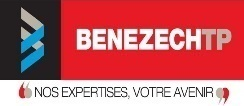 BENEZECHTP
“NOS EXPERTISES, VOTRE AVENIR”